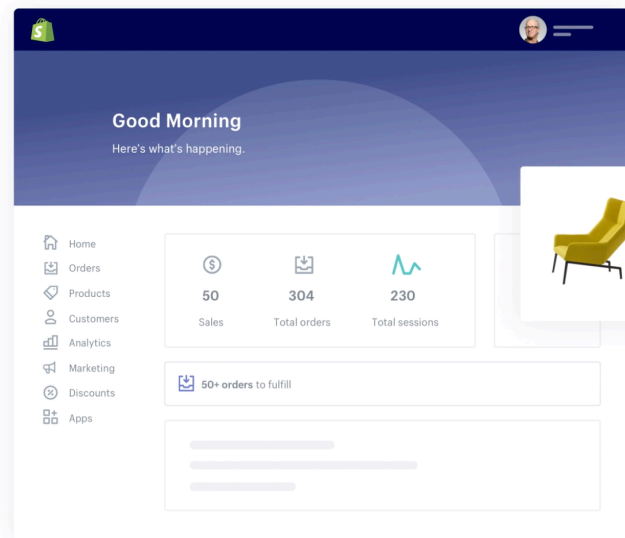 Good Morning
Here's what's happening.
Home
Orders
Products
Customers
Analytics
Marketing
Discounts
Apps
50
Sales
304
Total orders
230
Total sessions
50+ orders to fulfill